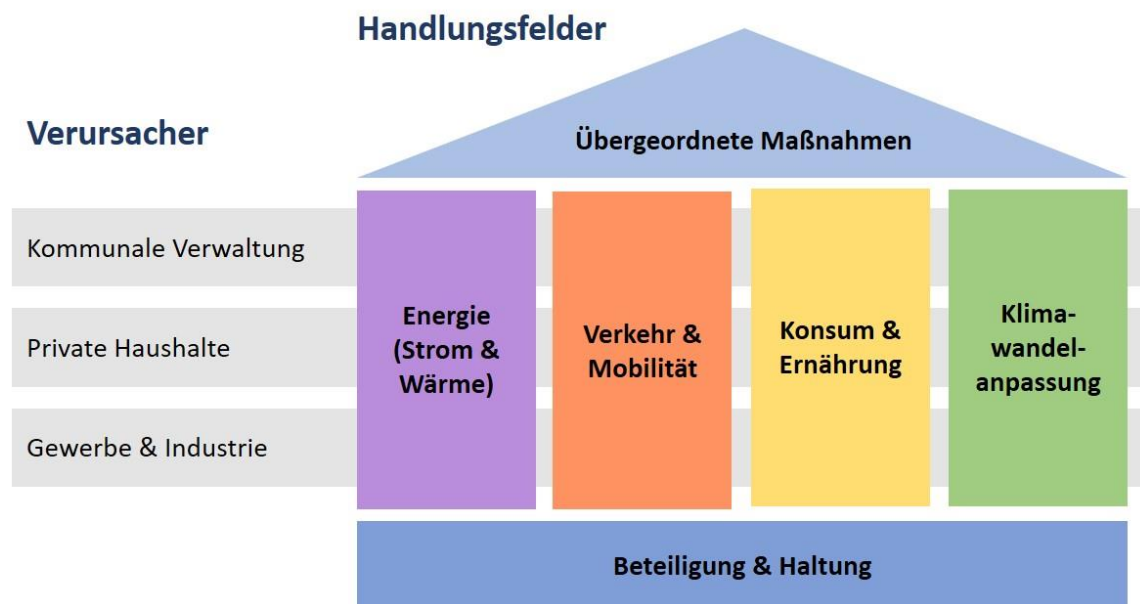 Handlungsfelder
Verursacher
Übergeordnete Maßnahmen
Kommunale Verwaltung
Private Haushalte
Gewerbe & Industrie
Energie
(Strom &
Wärme)
Verkehr &
Mobilität
Konsum &
Ernährung
Klima-
wandel-
anpassung
Beteiligung & Haltung